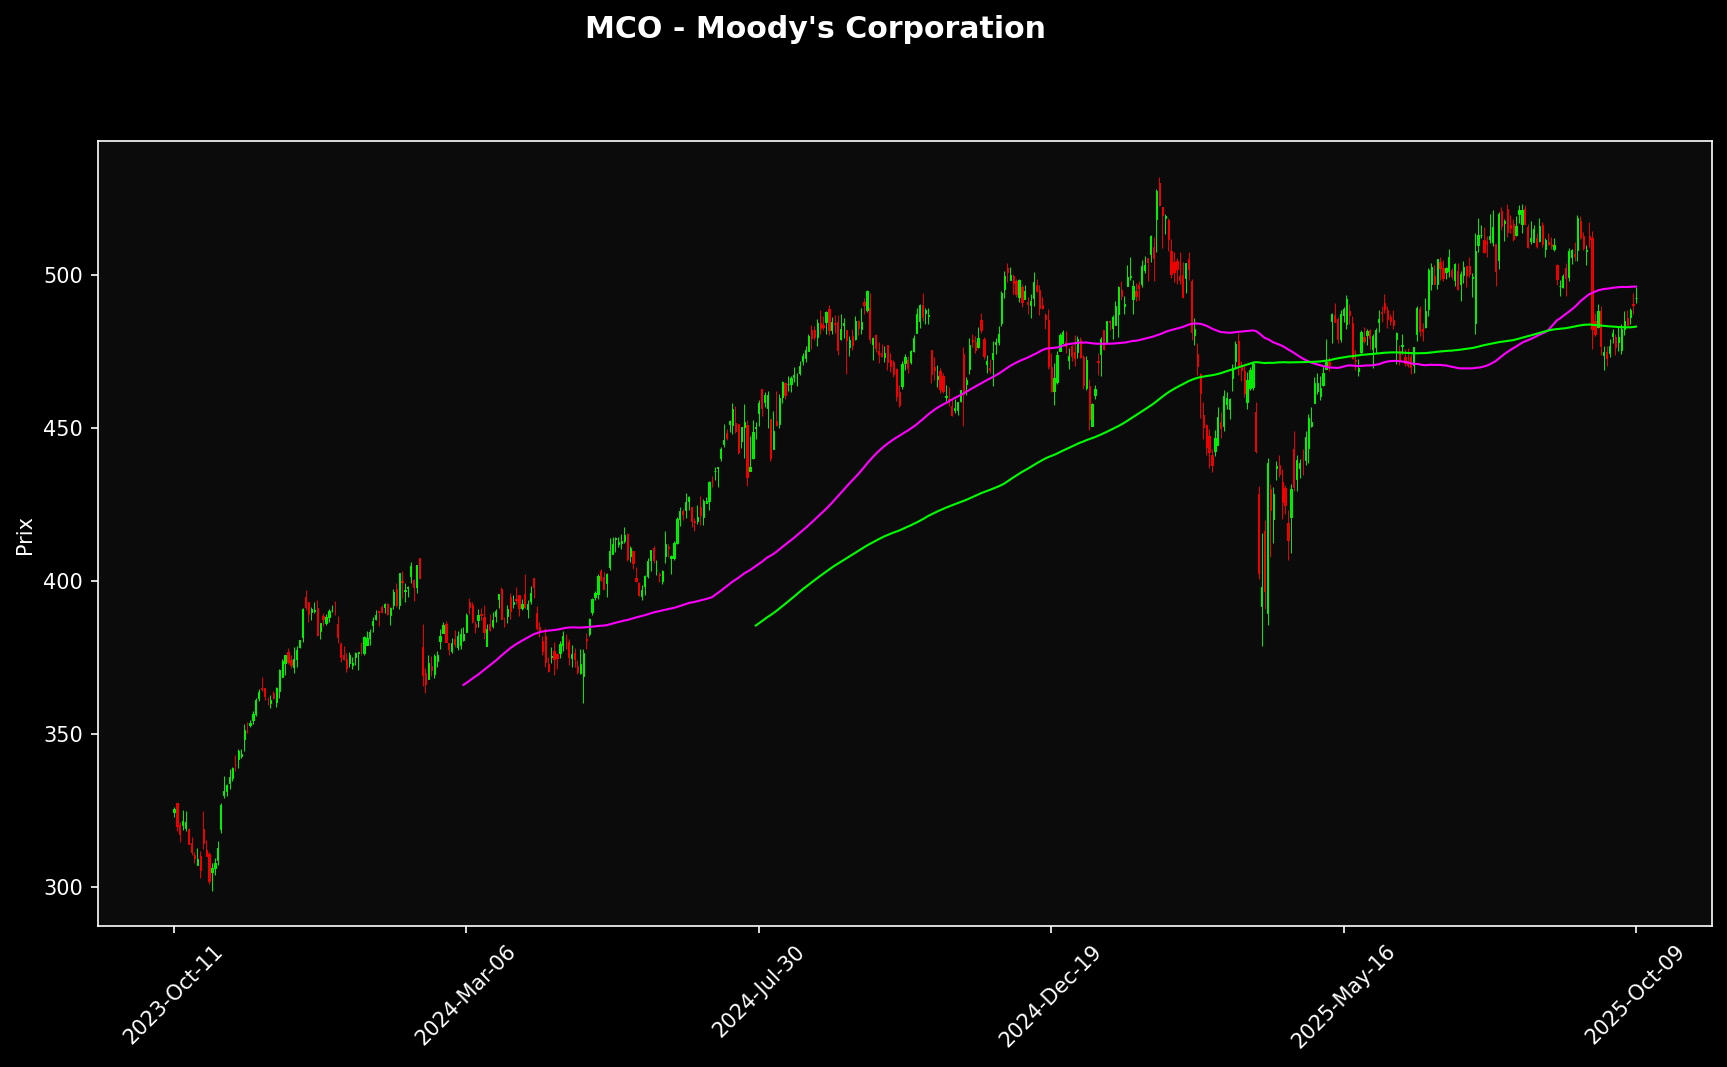 MCO - Moody's Corporation
Prix
500
450
400
350
300
2023-Oct-11
2024-Mar-06
2024-Jul-30
2024-Dec-19
2025-May-16
2025-Oct-09